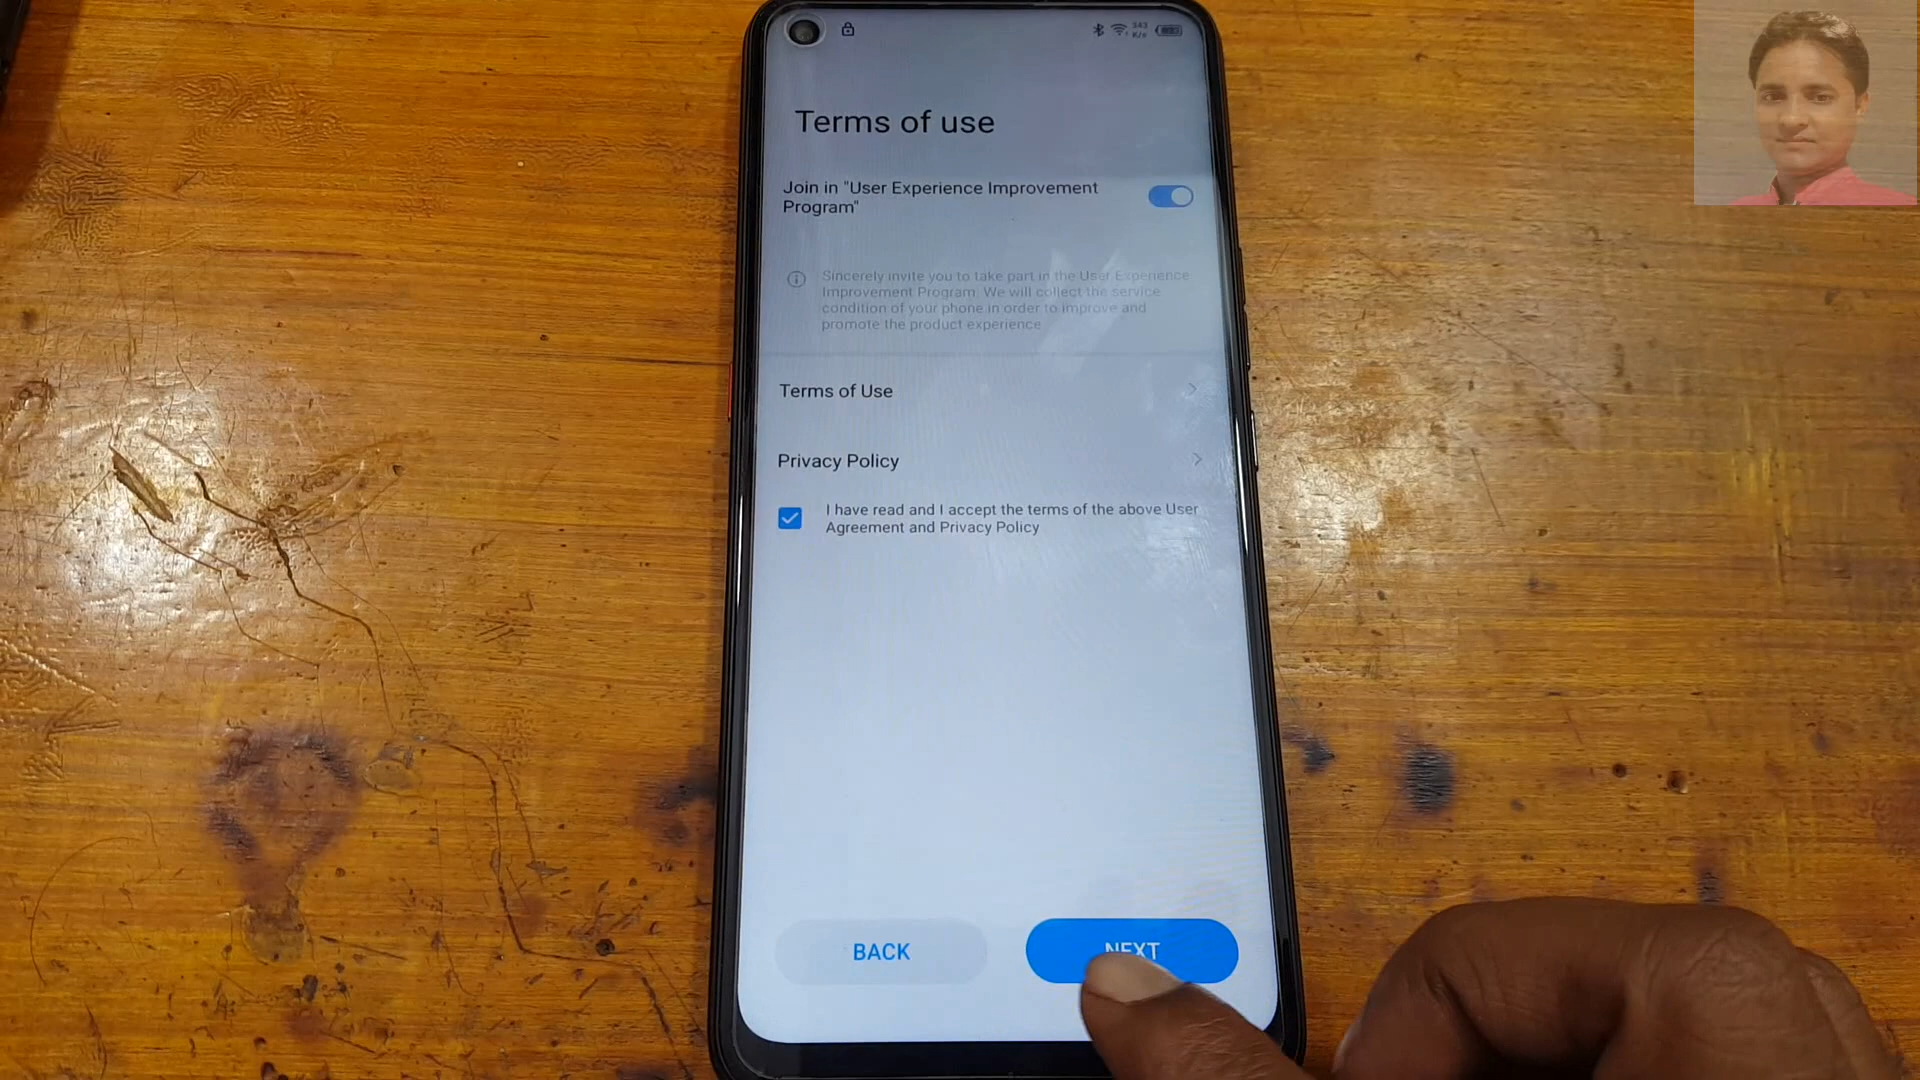 343
K/s
Terms of use
Join in "User Experience Improvement
Program"
Sincerely invite you to take part in the User Experience
Improvement Program. We will collect the service
condition of your phone in order to improve and
promote the product experience
Terms of Use
Privacy Policy
I have read and I accept the terms of the above User
Agreement and Privacy Policy
BACK
NEXT